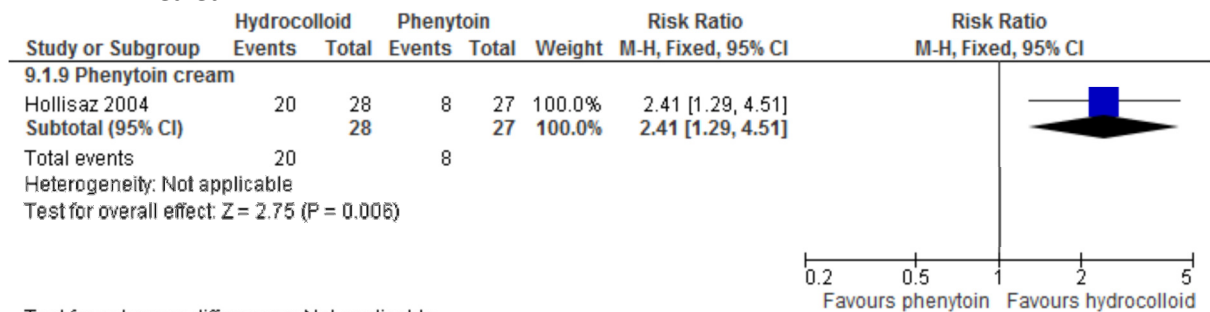 Hydrocolloid Phenytoin Risk Ratio Risk Ratio
Study or Subgroup Events Total Events Total Weight M-H, Fixed, 95% CI M-H, Fixed, 95% CI
9.1.9 Phenytoin cream
Hollisaz 2004 20 28 8 27 100.0% 2.41 [1.29, 4.51]
Subtotal (95% CI) 28 27 100.0% 2.41 [1.29, 4.51]
Total events 20 8
Heterogeneity: Not applicable
Test for overall effect: Z = 2.75 (P = 0.006)
0.2 0.5 1 2 5
Favours phenytoin Favours hydrocolloid